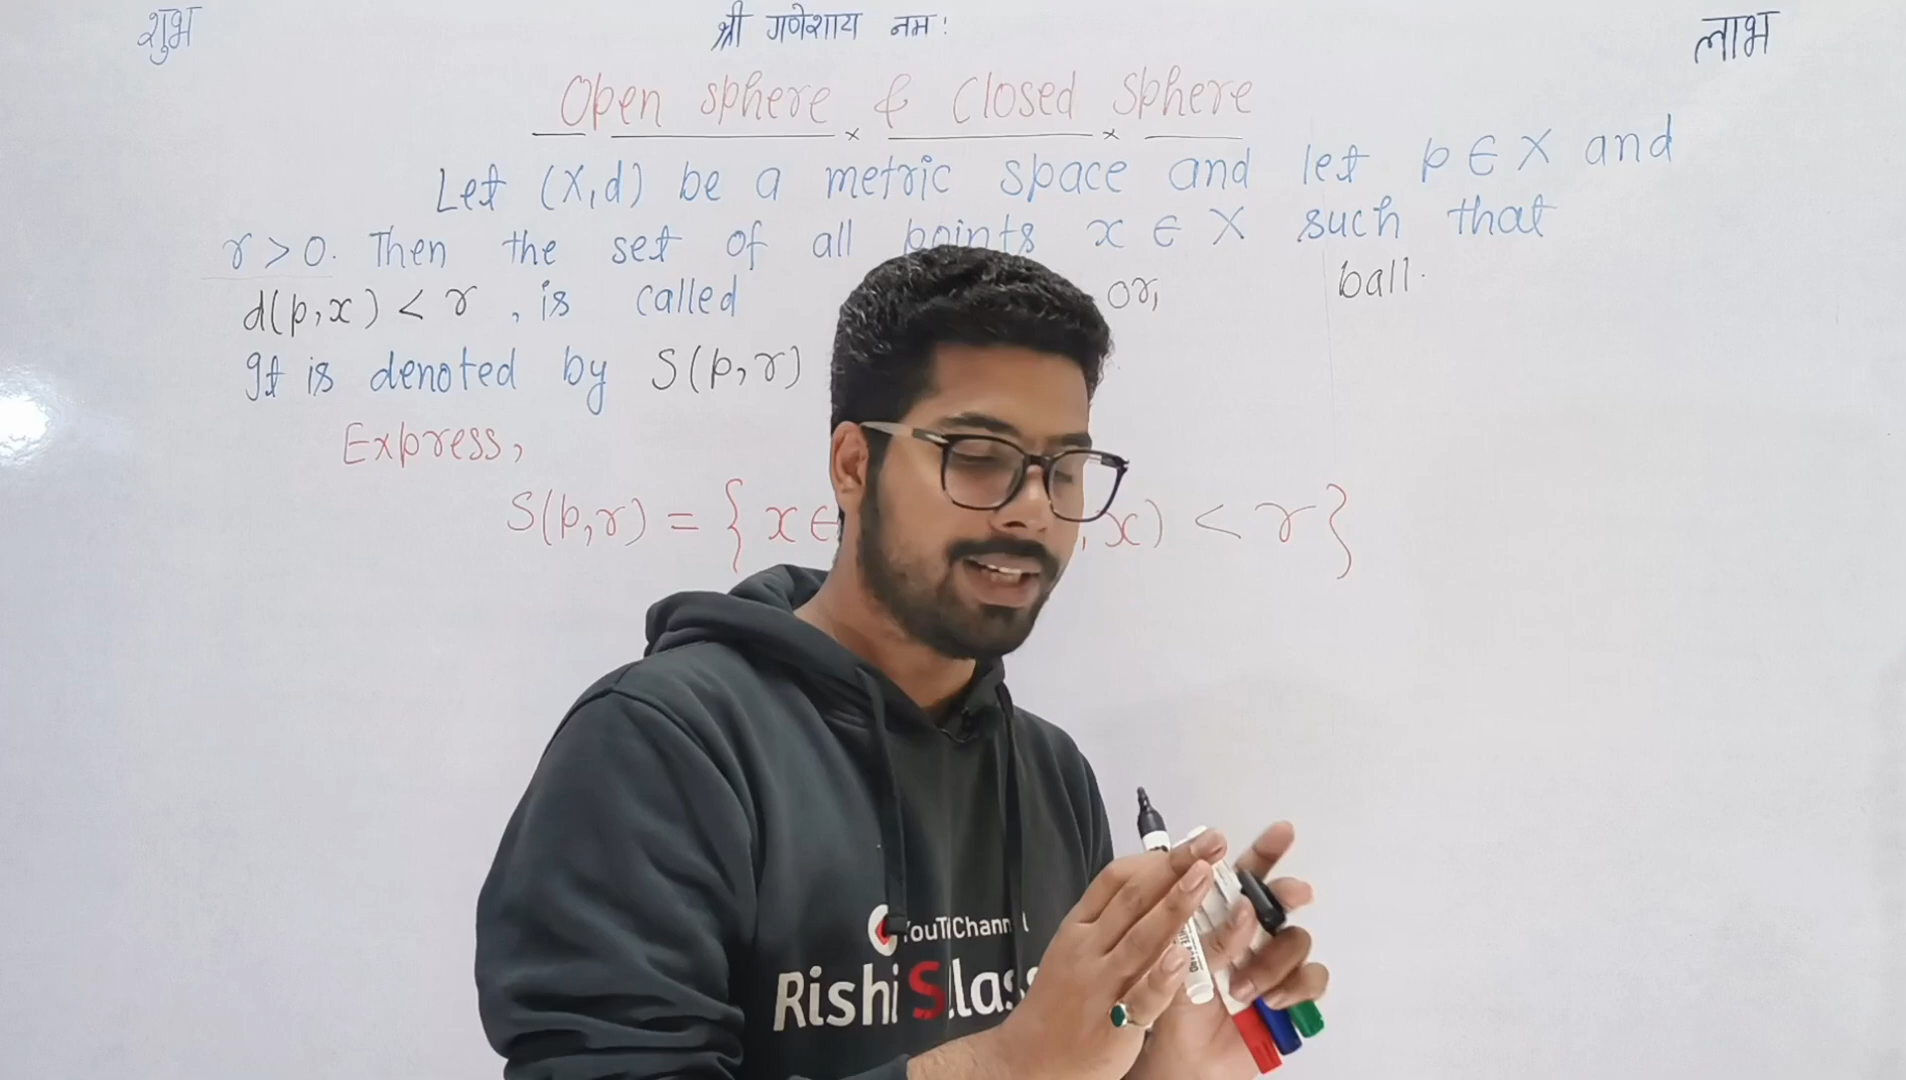 शुभ श्री गणेशाय नमः लाभ
Open sphere & Closed Sphere
Let (X,d) be a metric space and let p ∈ X and
r > 0. Then the set of all points x ∈ X such that
d(p,x) < r , is called or, ball.
It is denoted by S(p,r)
Express,
S(p,r) = { x ∈ ,x) < r }
Rishi